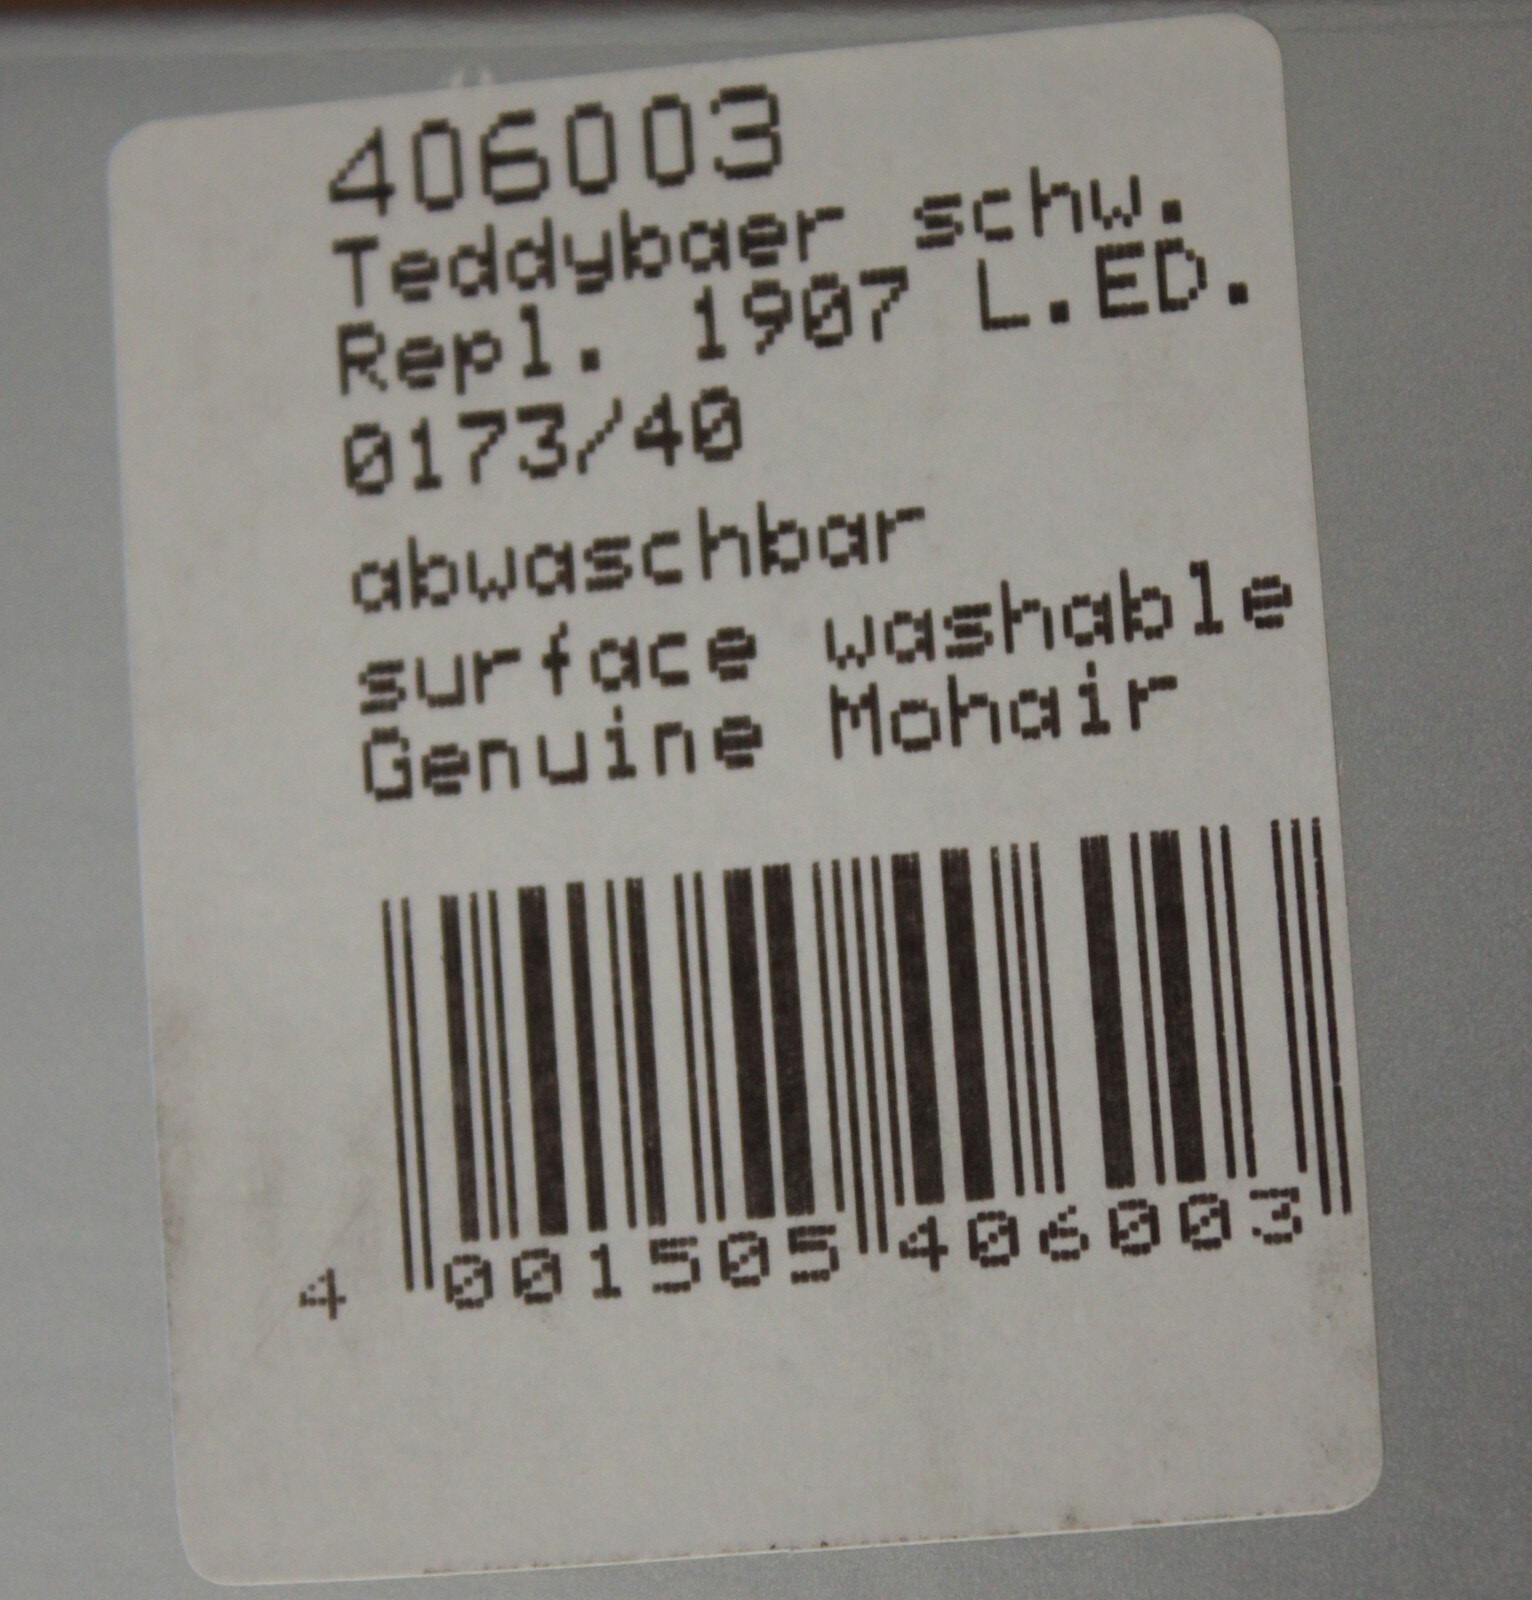 406003
Teddybaer schw.
Repl. 1907 L.ED.
0173/40
abwaschbar
surface washable
Genuine Mohair
4 001505 406003